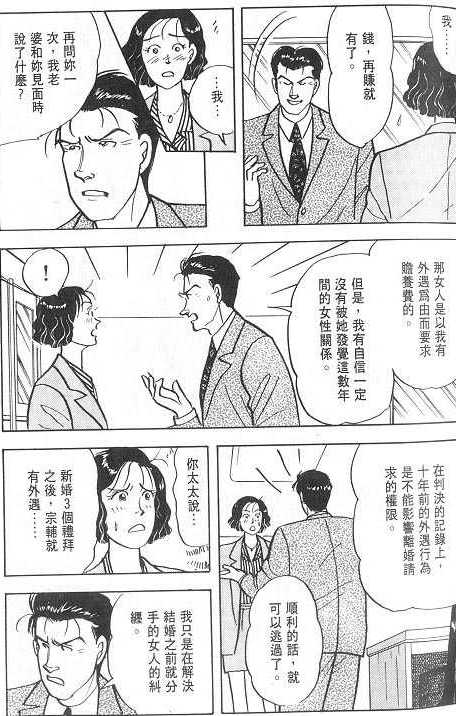 我⋯
錢，再賺就
有了。
⋯我⋯
再問妳一
次，我老
婆和妳見面時
說了什麽？
那女人是以我有
外遇爲由而要求
贍養費的。
但是，我有自信一定
沒有被她發覺這數年
間的女性關係。
！
在判決的記錄上，
十年前的外遇行為
是不能影響離婚請
求的權限。
順利的話，就
可以逃過了。
你太太說⋯
新婚3個禮拜
之後，宗輔就
有外遇⋯⋯
我只是在解決
結婚之前就分
手的女人的糾
纏。